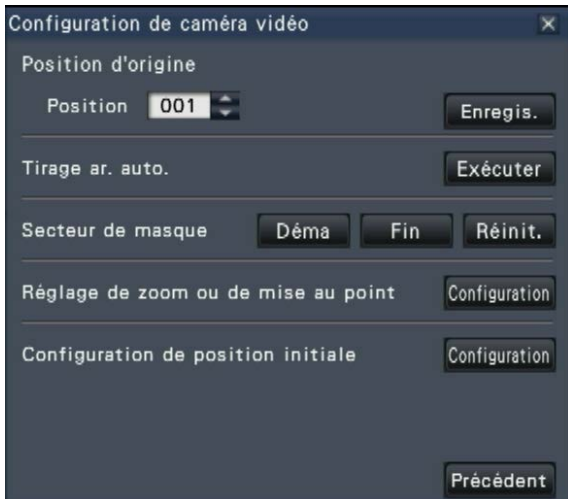 Configuration de caméra vidéo
Position d'origine
Position 001 Enregis.
Tirage ar. auto. Exécuter
Secteur de masque Déma Fin Réinit.
Réglage de zoom ou de mise au point Configuration
Configuration de position initiale Configuration
Précédent